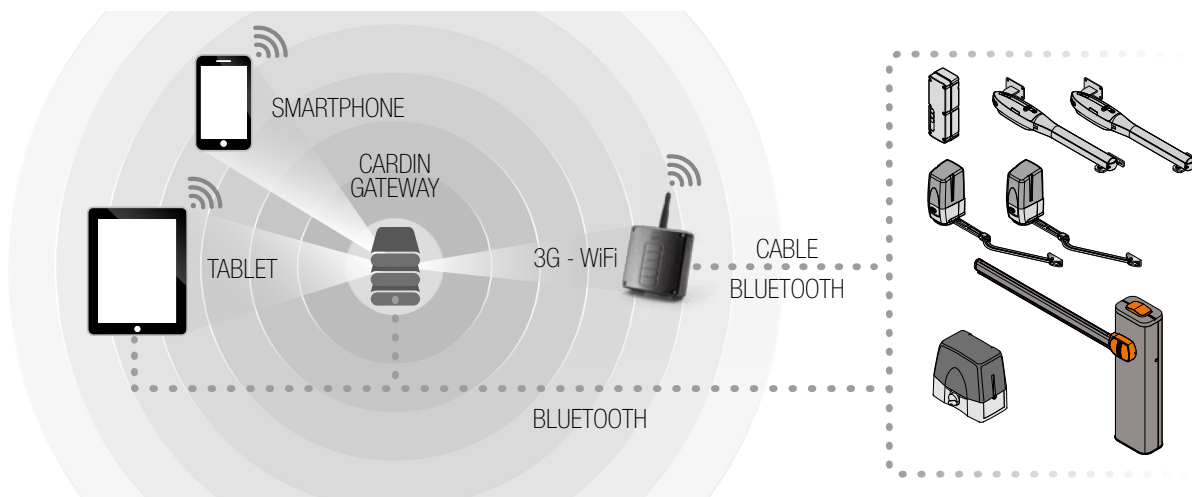 SMARTPHONE
CARDIN
GATEWAY
TABLET
3G - WiFi
CABLE
BLUETOOTH
BLUETOOTH